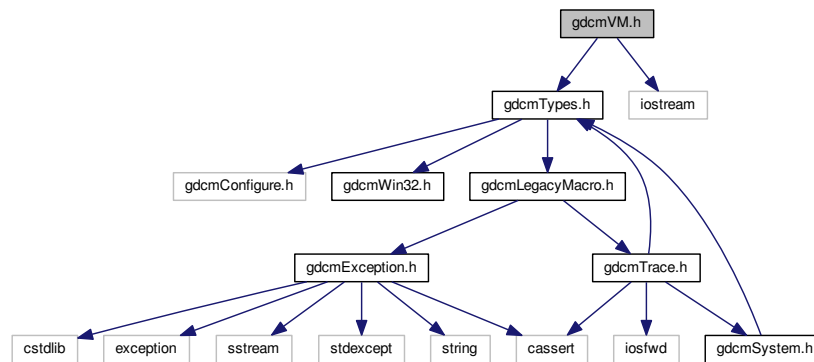 gdcmVM.h
gdcmTypes.h
iostream
gdcmConfigure.h
gdcmWin32.h
gdcmLegacyMacro.h
gdcmException.h
gdcmTrace.h
cstdlib
exception
sstream
stdexcept
string
cassert
iosfwd
gdcmSystem.h